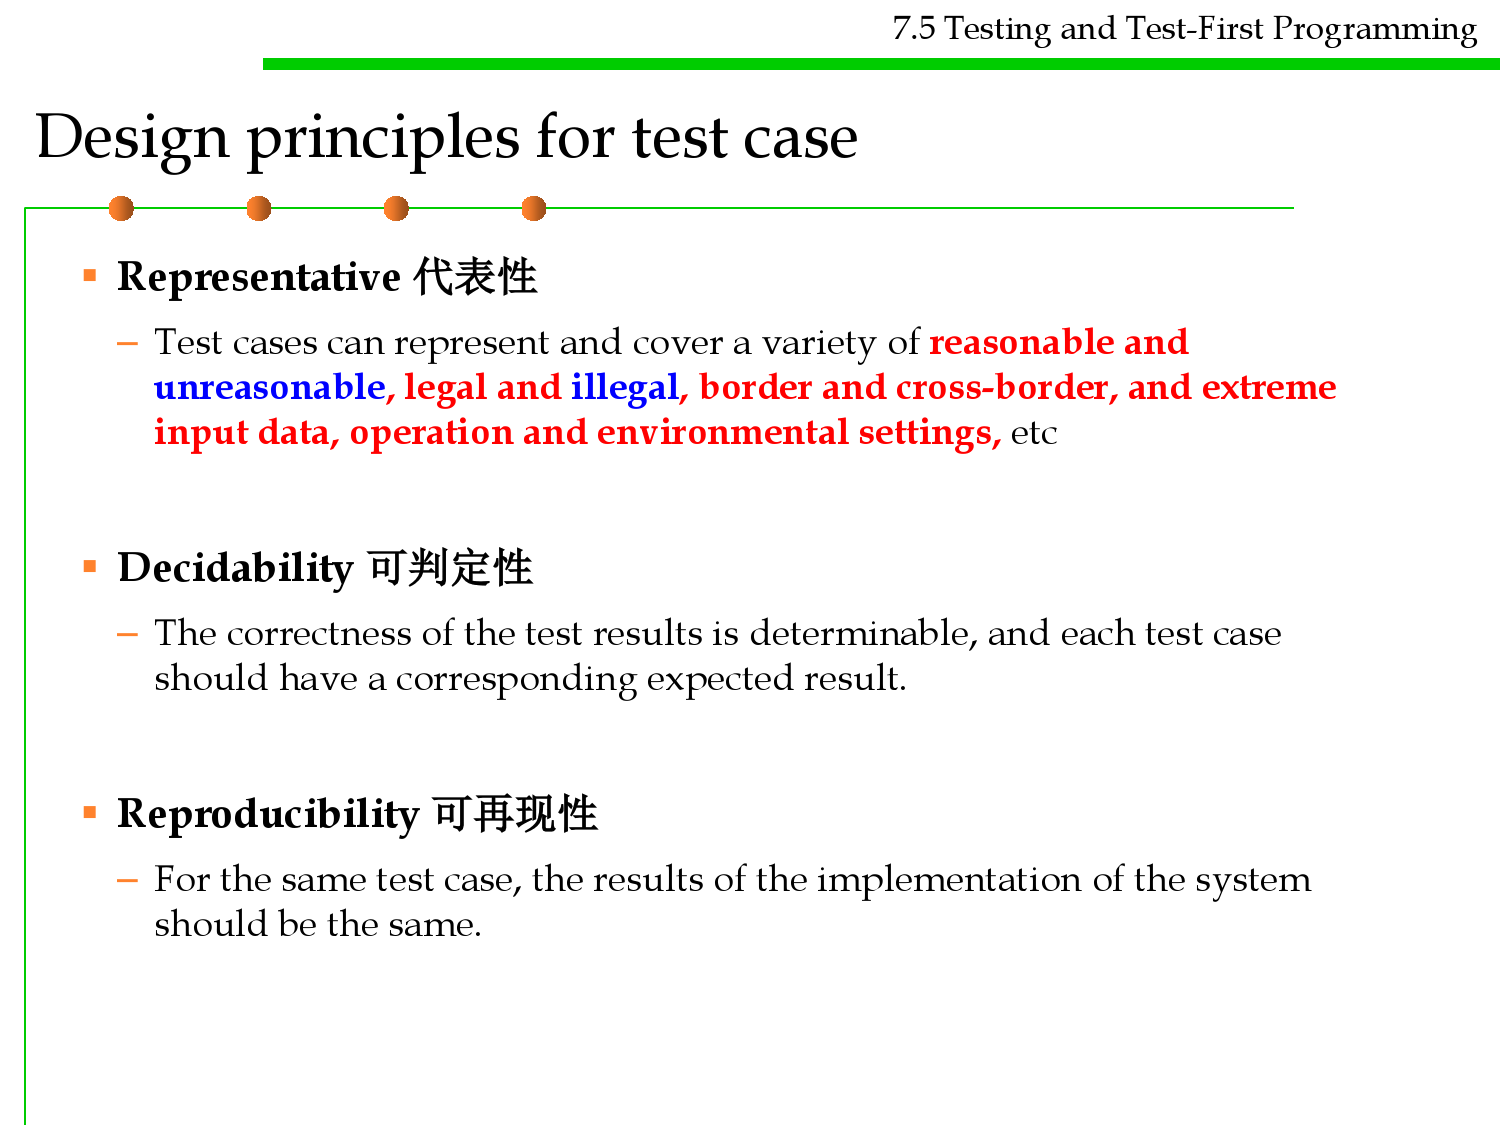 7.5 Testing and Test-First Programming
Design principles for test case
Representative 代表性
– Test cases can represent and cover a variety of reasonable and
unreasonable, legal and illegal, border and cross-border, and extreme
input data, operation and environmental settings, etc
Decidability 可判定性
– The correctness of the test results is determinable, and each test case
should have a corresponding expected result.
Reproducibility 可再现性
– For the same test case, the results of the implementation of the system
should be the same.